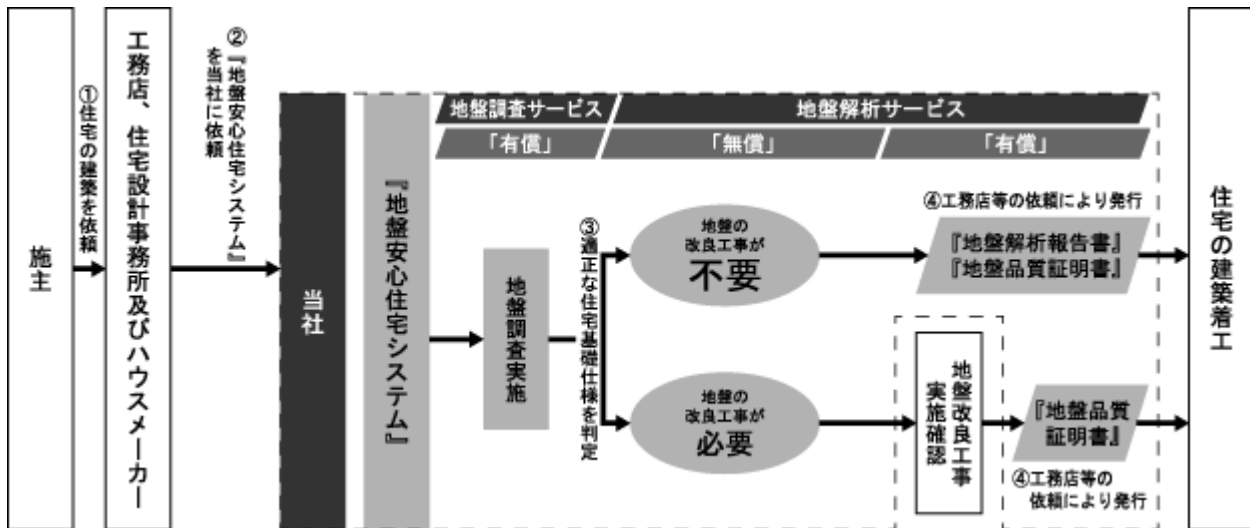 施主
①住宅の建築を依頼
工務店、住宅設計事務所及びハウスメーカー
②『地盤安心住宅システム』
を当社に依頼
当社
『地盤安心住宅システム』
地盤調査サービス
地盤解析サービス
「有償」
「無償」
「有償」
地盤調査実施
③適正な住宅基礎仕様を判定
地盤の
改良工事が
不要
④工務店等の依頼により発行
『地盤解析報告書』
『地盤品質証明書』
地盤の
改良工事が
必要
地盤改良工事
実施確認
『地盤品質
証明書』
④工務店等の
依頼により発行
住宅の建築着工